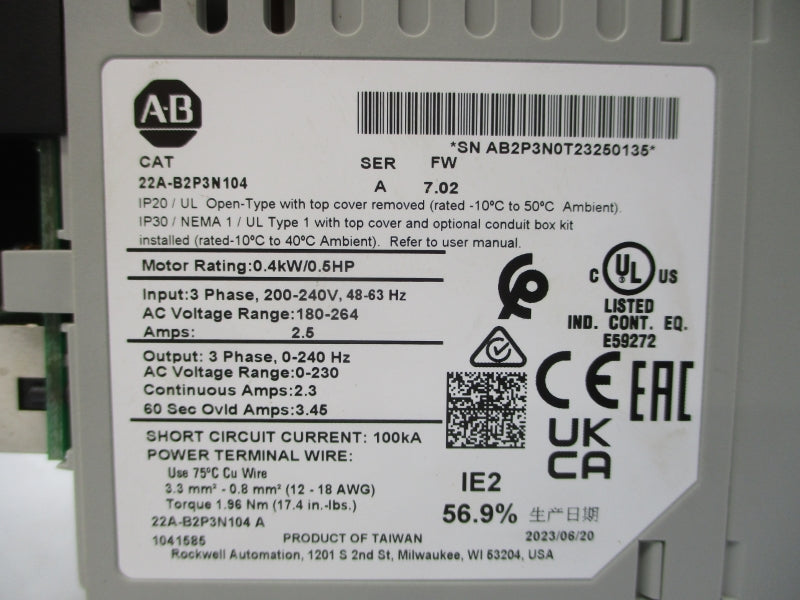 A-B
*SN AB2P3N0T23250135*
CAT SER FW
22A-B2P3N104 A 7.02
IP20 / UL Open-Type with top cover removed (rated -10°C to 50°C Ambient).
IP30 / NEMA 1 / UL Type 1 with top cover and optional conduit box kit
installed (rated-10°C to 40°C Ambient). Refer to user manual.
Motor Rating:0.4kW/0.5HP
Input:3 Phase, 200-240V, 48-63 Hz
AC Voltage Range:180-264
Amps: 2.5
Output: 3 Phase, 0-240 Hz
AC Voltage Range:0-230
Continuous Amps:2.3
60 Sec Ovld Amps:3.45
SHORT CIRCUIT CURRENT: 100kA
POWER TERMINAL WIRE:
Use 75°C Cu Wire
3.3 mm² - 0.8 mm² (12 - 18 AWG)
Torque 1.96 Nm (17.4 in.-lbs.)
22A-B2P3N104 A
1041585
PRODUCT OF TAIWAN
Rockwell Automation, 1201 S 2nd St, Milwaukee, WI 53204, USA
C UL US
LISTED
IND. CONT. EQ.
E59272
CE EAC
UK
CA
IE2
56.9%
生产日期
2023/06/20